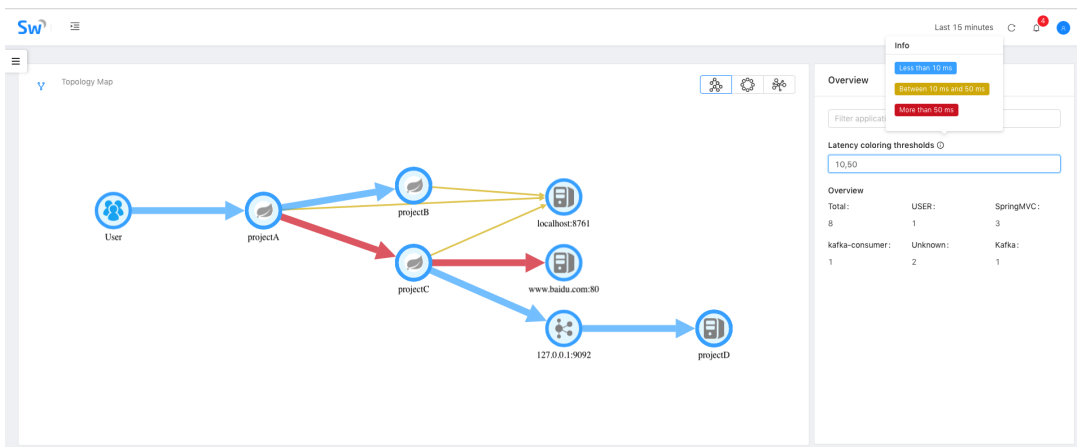 Sw
Last 15 minutes
4
Info
Less than 10 ms
Between 10 ms and 50 ms
More than 50 ms
Topology Map
Overview
Filter applicati
Latency coloring thresholds
10,50
Overview
Total :
USER :
SpringMVC :
8
1
3
kafka-consumer :
Unknown :
Kafka :
1
2
1
User
projectA
projectB
projectC
localhost:8761
www.baidu.com:80
127.0.0.1:9092
projectD